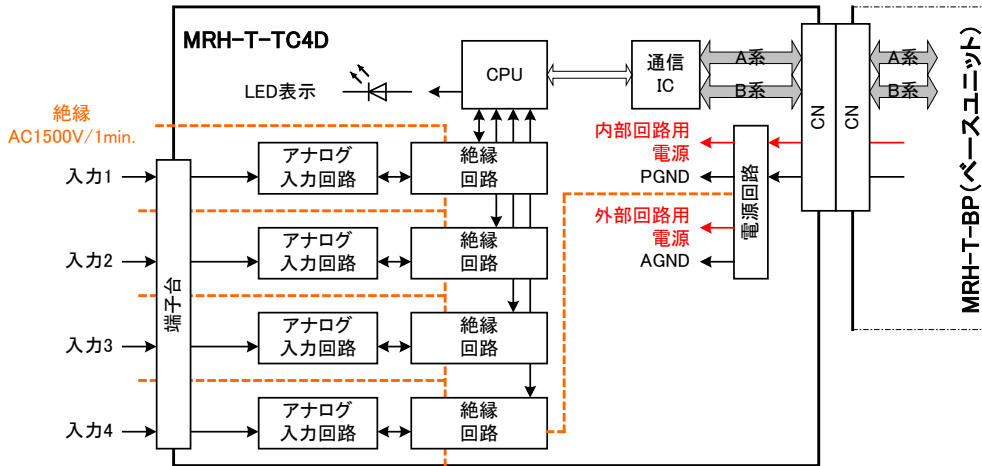 MRH-T-TC4D
LED表示
CPU
通信
IC
A系
B系
CN
CN
A系
B系
MRH-T-BP(ベースユニット)
絶縁
AC1500V/1min.
内部回路用
電源
PGND
外部回路用
電源
AGND
電源回路
端子台
入力1
アナログ
入力回路
絶縁
回路
入力2
アナログ
入力回路
絶縁
回路
入力3
アナログ
入力回路
絶縁
回路
入力4
アナログ
入力回路
絶縁
回路